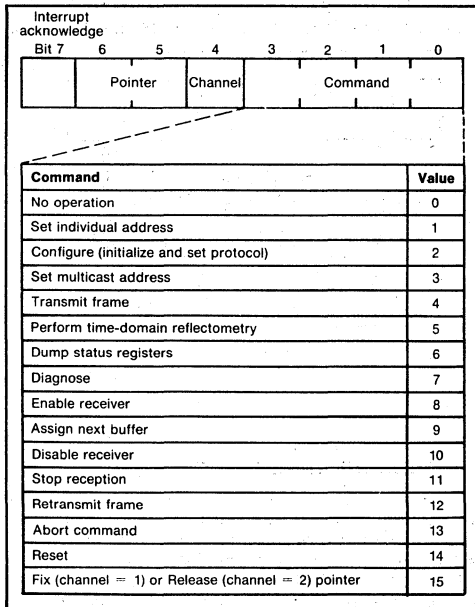 Interrupt
acknowledge
Bit 7 6 5 4 3 2 1 0
Pointer Channel Command
Command Value
No operation 0
Set individual address 1
Configure (initialize and set protocol) 2
Set multicast address 3
Transmit frame 4
Perform time-domain reflectometry 5
Dump status registers 6
Diagnose 7
Enable receiver 8
Assign next buffer 9
Disable receiver 10
Stop reception 11
Retransmit frame 12
Abort command 13
Reset 14
Fix (channel = 1) or Release (channel = 2) pointer 15